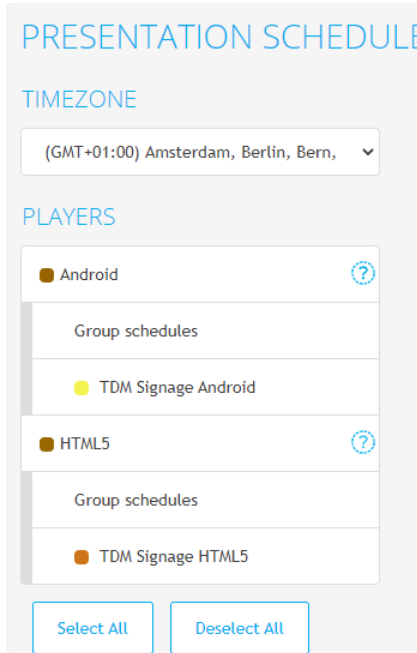 PRESENTATION SCHEDULE
TIMEZONE
(GMT+01:00) Amsterdam, Berlin, Bern,
PLAYERS
Android ?
Group schedules
TDM Signage Android
HTML5 ?
Group schedules
TDM Signage HTML5
Select All Deselect All